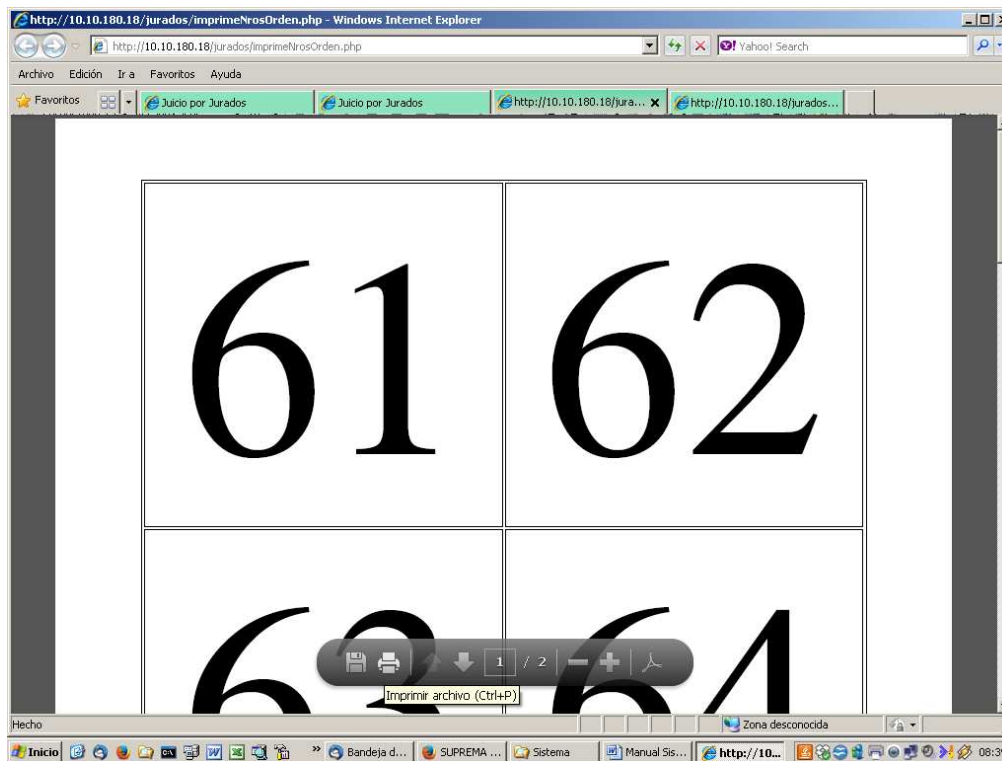 http://10.10.180.18/jurados/imprimeNrosOrden.php - Windows Internet Explorer
http://10.10.180.18/jurados/imprimeNrosOrden.php
Yahoo! Search
Archivo Edición Ir a Favoritos Ayuda
Favoritos Juicio por Jurados Juicio por Jurados http://10.10.180.18/jura... http://10.10.180.18/jurados...
61 62
63 64
1 / 2
Imprimir archivo (Ctrl+P)
Hecho Zona desconocida
Inicio » Bandeja d... SUPREMA ... Sistema Manual Sis... http://10... 08:39